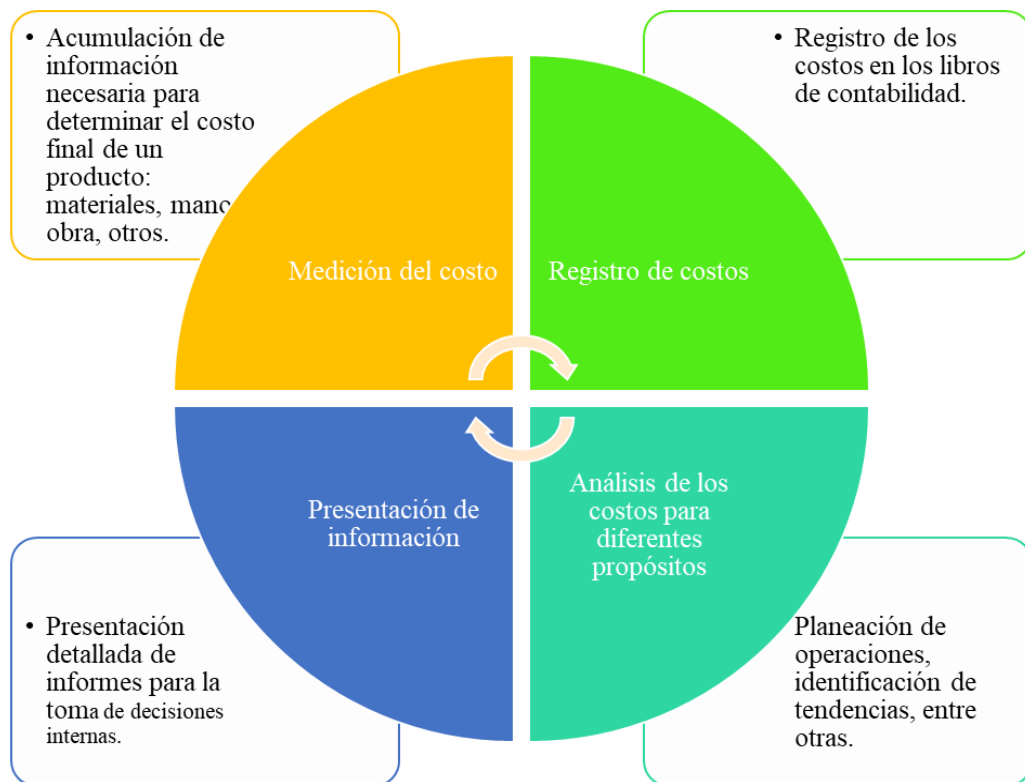 • Acumulación de
información
necesaria para
determinar el costo
final de un
producto:
materiales, mano
obra, otros.
• Registro de los
costos en los libros
de contabilidad.
Medición del costo
Registro de costos
Presentación de
información
Análisis de los
costos para
diferentes
propósitos
• Presentación
detallada de
informes para la
toma de decisiones
internas.
Planeación de
operaciones,
identificación de
tendencias, entre
otras.